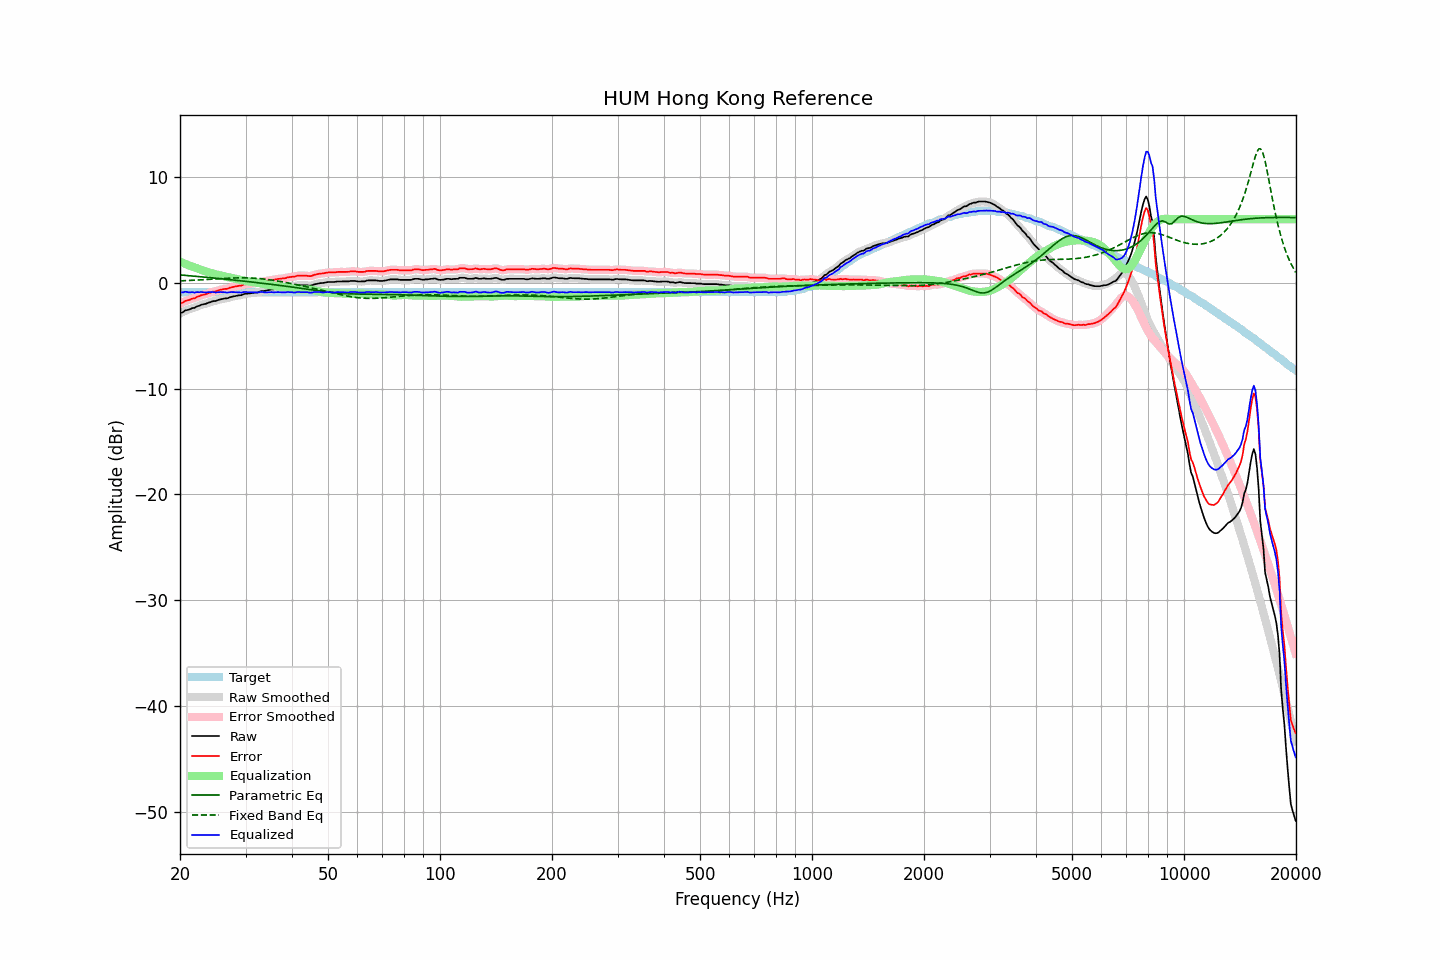 HUM Hong Kong Reference
Amplitude (dBr)
10
0
−10
−20
−30
−40
−50
Target
Raw Smoothed
Error Smoothed
Raw
Error
Equalization
Parametric Eq
Fixed Band Eq
Equalized
20
50
100
200
500
1000
2000
5000
10000
20000
Frequency (Hz)